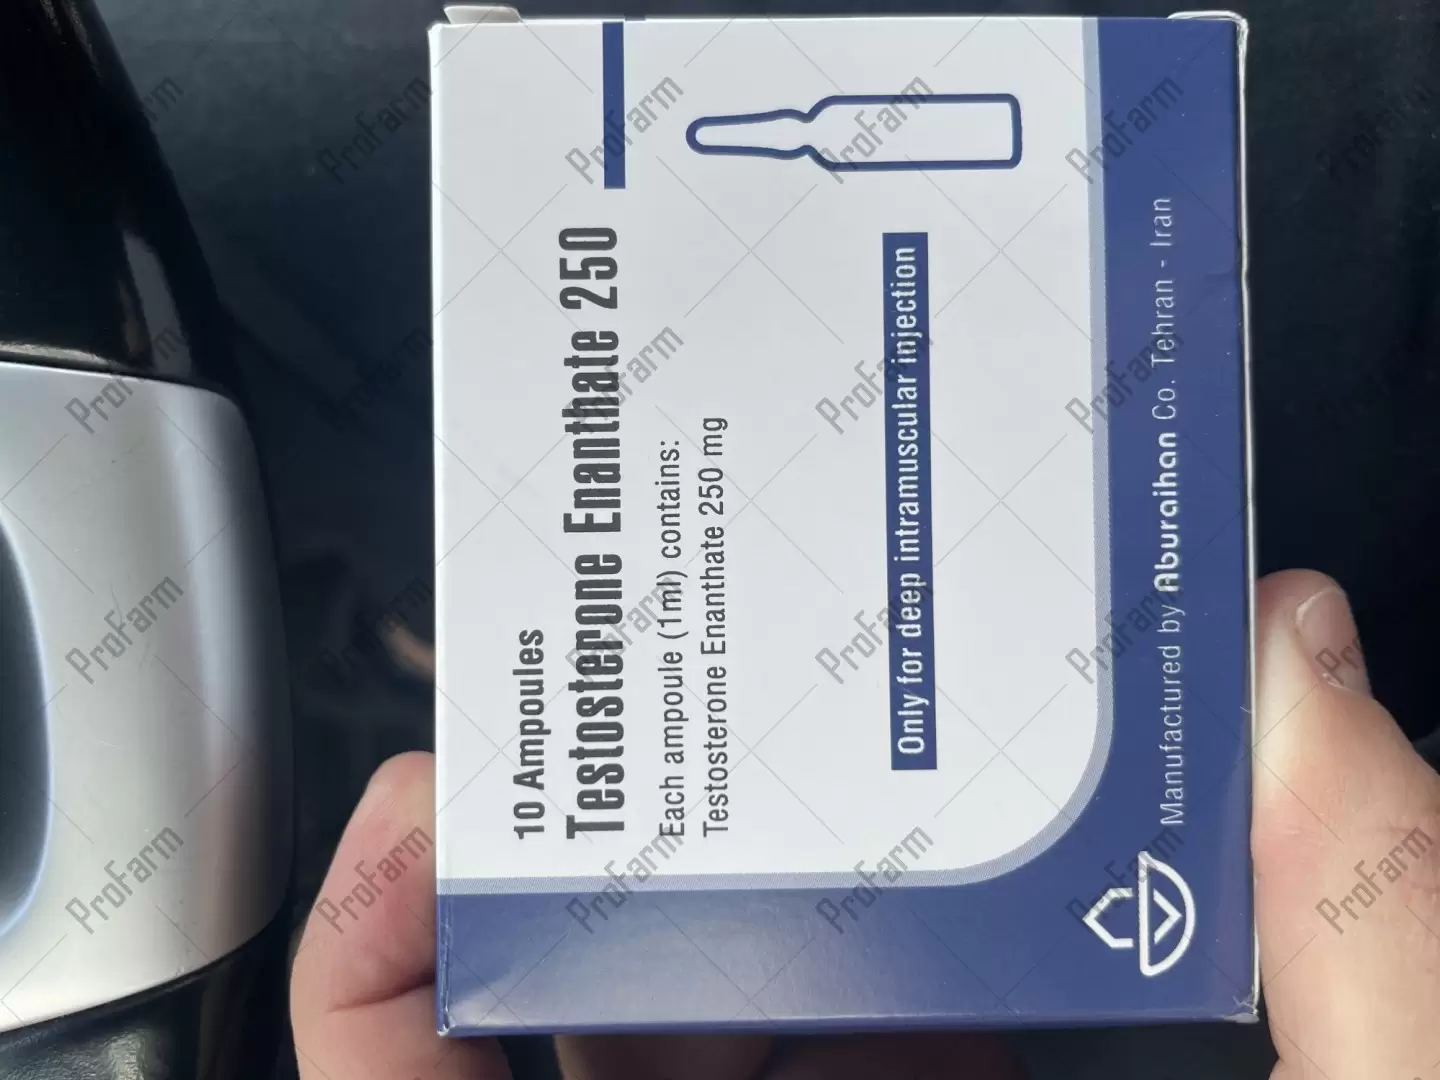 10 Ampoules
Testosterone Enanthate 250
Each ampoule (1ml) contains:
Testosterone Enanthate 250 mg
Only for deep intramuscular injection
Manufactured by Aburaihan Co. Tehran - Iran
ProFarm